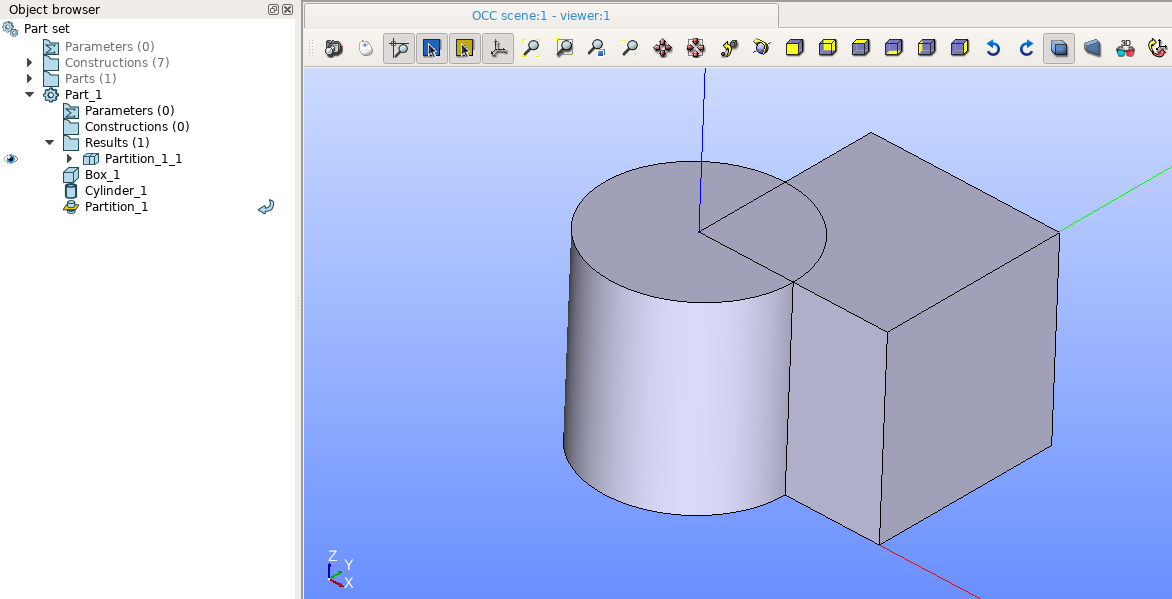 Object browser
OCC scene:1 - viewer:1
Part set
Parameters (0)
Constructions (7)
Parts (1)
Part_1
Parameters (0)
Constructions (0)
Results (1)
Partition_1_1
Box_1
Cylinder_1
Partition_1
3D
Z
Y
X